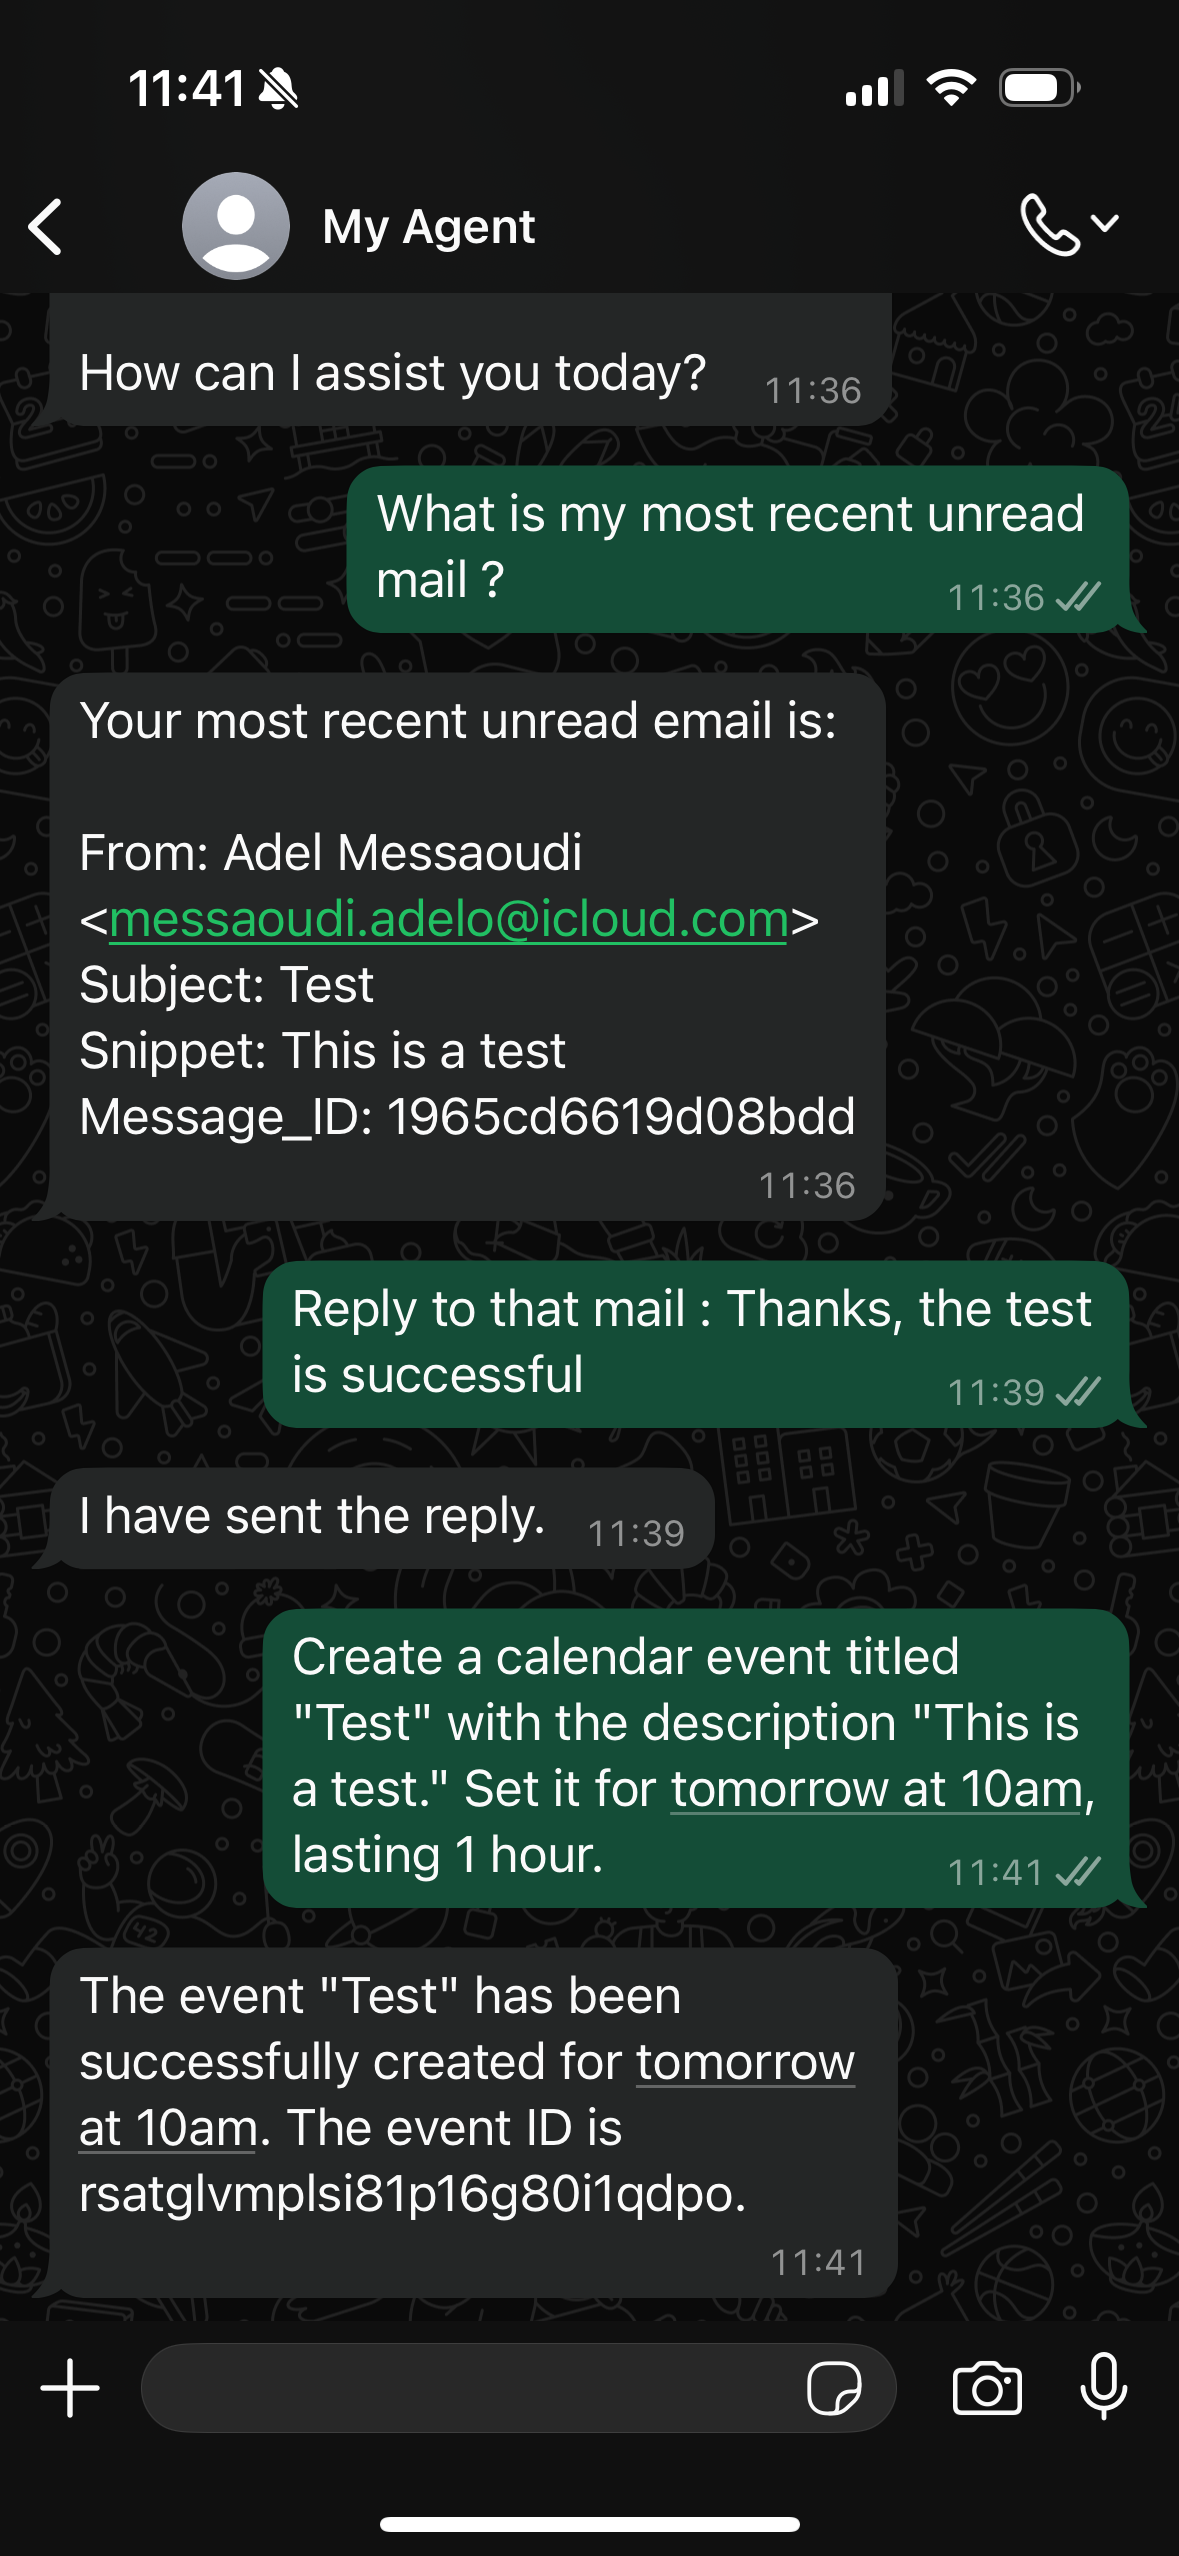 11:41
My Agent
How can I assist you today?
11:36
What is my most recent unread
mail ?
11:36
Your most recent unread email is:
From: Adel Messaoudi
<messaoudi.adelo@icloud.com>
Subject: Test
Snippet: This is a test
Message_ID: 1965cd6619d08bdd
11:36
Reply to that mail : Thanks, the test
is successful
11:39
I have sent the reply.
11:39
Create a calendar event titled
"Test" with the description "This is
a test." Set it for tomorrow at 10am,
lasting 1 hour.
11:41
The event "Test" has been
successfully created for tomorrow
at 10am. The event ID is
rsatglvmplsi81p16g80i1qdpo.
11:41